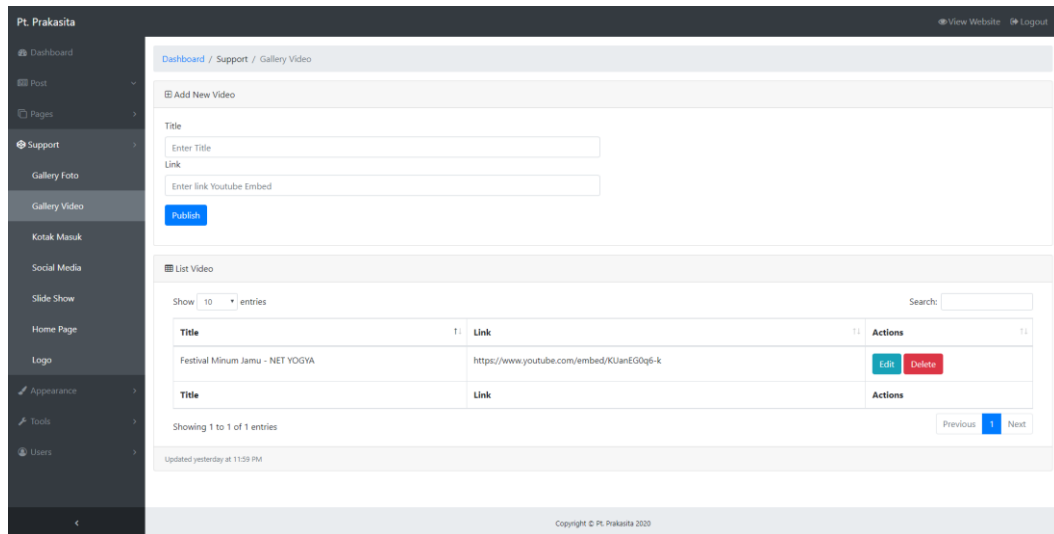 Pt. Prakasita
View Website Logout
Dashboard
Post
Pages
Support
Gallery Foto
Gallery Video
Kotak Masuk
Social Media
Slide Show
Home Page
Logo
Appearance
Tools
Users
Dashboard / Support / Gallery Video
Add New Video
Title
Enter Title
Link
Enter link Youtube Embed
Publish
List Video
Show 10 entries Search:
Title Link Actions
Festival Minum Jamu - NET YOGYA https://www.youtube.com/embed/KUanEG0q6-k Edit Delete
Title Link Actions
Showing 1 to 1 of 1 entries Previous 1 Next
Updated yesterday at 11:59 PM
Copyright © Pt. Prakasita 2020